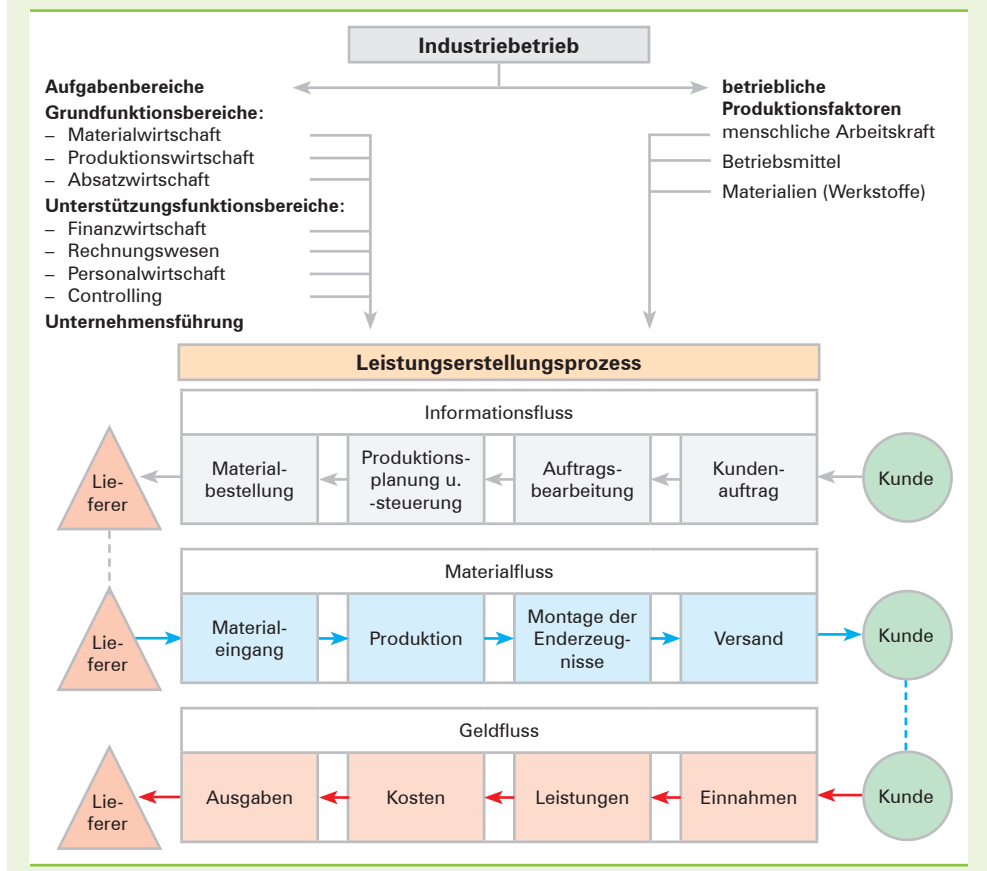 Industriebetrieb
Aufgabenbereiche
Grundfunktionsbereiche:
– Materialwirtschaft
– Produktionswirtschaft
– Absatzwirtschaft
Unterstützungsfunktionsbereiche:
– Finanzwirtschaft
– Rechnungswesen
– Personalwirtschaft
– Controlling
Unternehmensführung
betriebliche
Produktionsfaktoren
menschliche Arbeitskraft
Betriebsmittel
Materialien (Werkstoffe)
Leistungserstellungsprozess
Informationsfluss
Lie-
ferer
Material-
bestellung
Produktions-
planung u.
-steuerung
Auftrags-
bearbeitung
Kunden-
auftrag
Kunde
Materialfluss
Lie-
ferer
Material-
eingang
Produktion
Montage der
Enderzeug-
nisse
Versand
Kunde
Geldfluss
Lie-
ferer
Ausgaben
Kosten
Leistungen
Einnahmen
Kunde